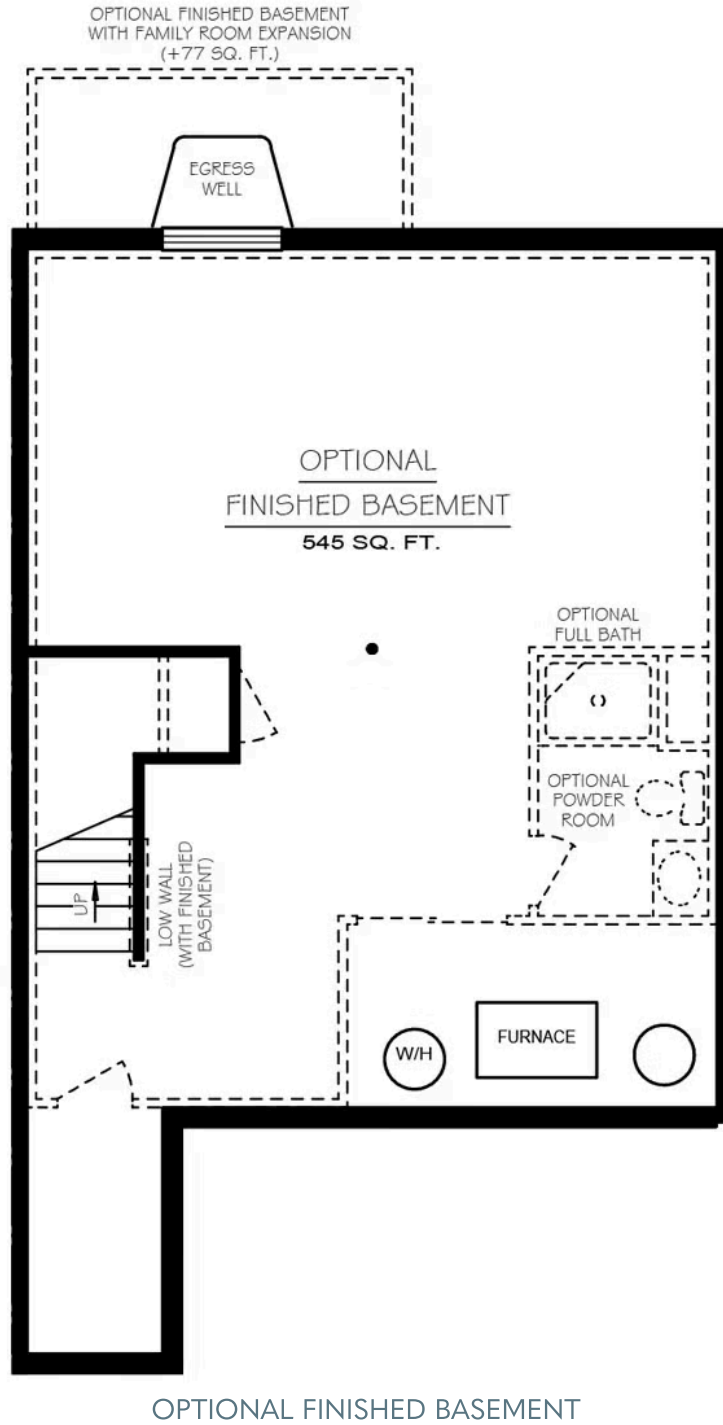 OPTIONAL FINISHED BASEMENT
WITH FAMILY ROOM EXPANSION
(+77 SQ. FT.)
EGRESS
WELL
OPTIONAL
FINISHED BASEMENT
545 SQ. FT.
OPTIONAL
FULL BATH
OPTIONAL
POWDER
ROOM
UP
LOW WALL
(WITH FINISHED
BASEMENT)
W/H
FURNACE
OPTIONAL FINISHED BASEMENT